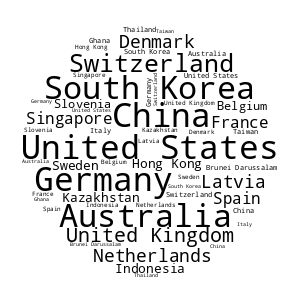 Thailand
Taiwan
Ghana
Denmark
Hong Kong
South Korea
Australia
Switzerland
Singapore
Germany
Switzerland
United States
South Korea
Germany
United Kingdom
Slovenia
United States
China
Belgium
Singapore
France
Slovenia
Italy
Kazakhstan
Denmark
Taiwan
Latvia
United States
Australia
Sweden
Belgium
Hong Kong
Brunei Darussalam
Germany
Sweden
Latvia
South Korea
France
Ghana
Kazakhstan
Switzerland
Spain
Spain
Indonesia
Netherlands
Australia
China
United Kingdom
Italy
Brunei Darussalam
China
Netherlands
Indonesia
Thailand